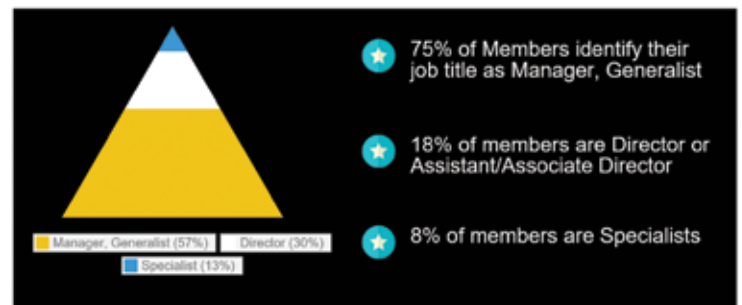 75% of Members identify their
job title as Manager, Generalist
18% of members are Director or
Assistant/Associate Director
8% of members are Specialists
Manager, Generalist (57%)
Director (30%)
Specialist (13%)